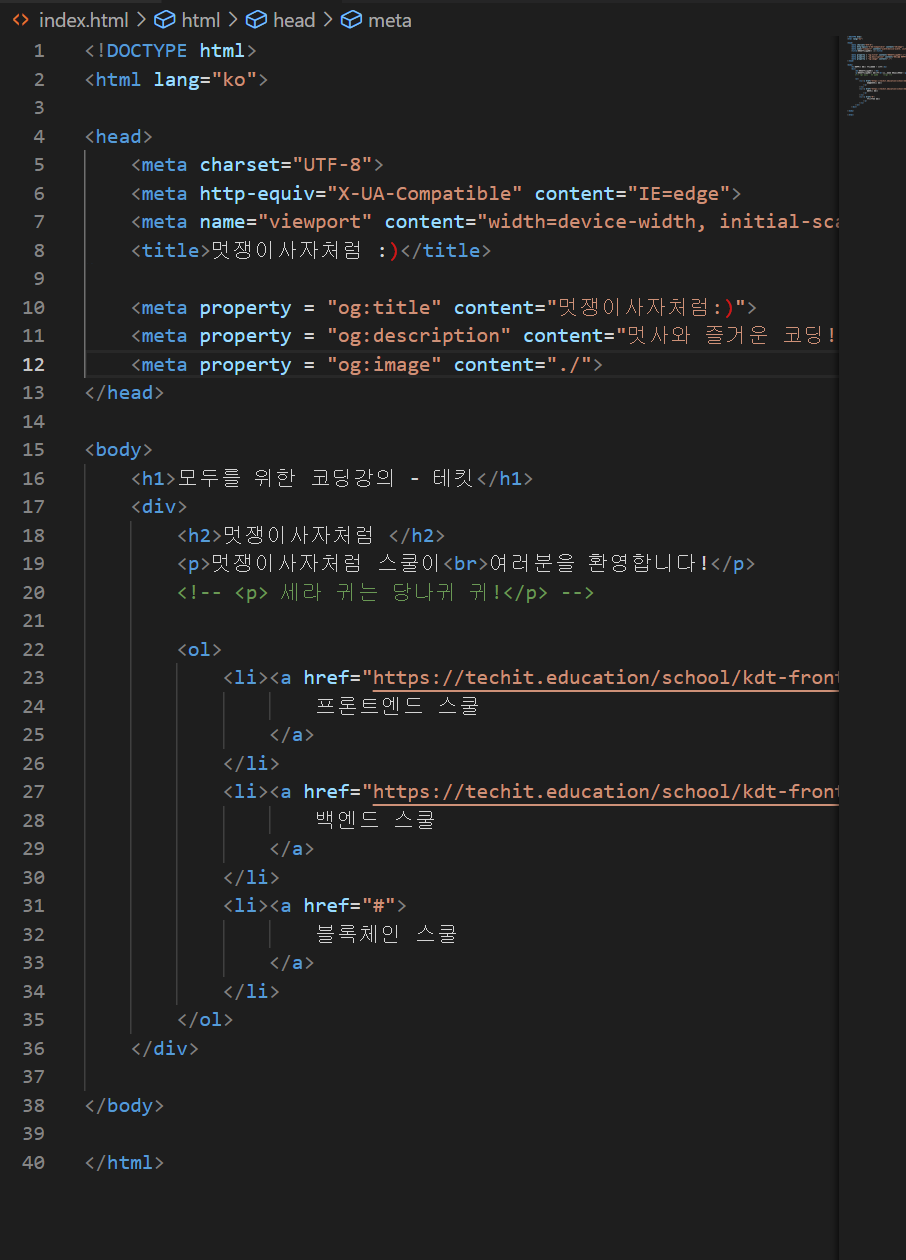 index.html > html > head > meta
1 <!DOCTYPE html>
2 <html lang="ko">
3
4 <head>
5 <meta charset="UTF-8">
6 <meta http-equiv="X-UA-Compatible" content="IE=edge">
7 <meta name="viewport" content="width=device-width, initial-sca
8 <title>멋쟁이사자처럼 :)</title>
9
10 <meta property = "og:title" content="멋쟁이사자처럼:)">
11 <meta property = "og:description" content="멋사와 즐거운 코딩!
12 <meta property = "og:image" content="./">
13 </head>
14
15 <body>
16 <h1>모두를 위한 코딩강의 - 테킷</h1>
17 <div>
18 <h2>멋쟁이사자처럼 </h2>
19 <p>멋쟁이사자처럼 스쿨이<br>여러분을 환영합니다!</p>
20 <!-- <p> 세라 귀는 당나귀 귀!</p> -->
21
22 <ol>
23 <li><a href="https://techit.education/school/kdt-front
24 프론트엔드 스쿨
25 </a>
26 </li>
27 <li><a href="https://techit.education/school/kdt-front
28 백엔드 스쿨
29 </a>
30 </li>
31 <li><a href="#">
32 블록체인 스쿨
33 </a>
34 </li>
35 </ol>
36 </div>
37
38 </body>
39
40 </html>